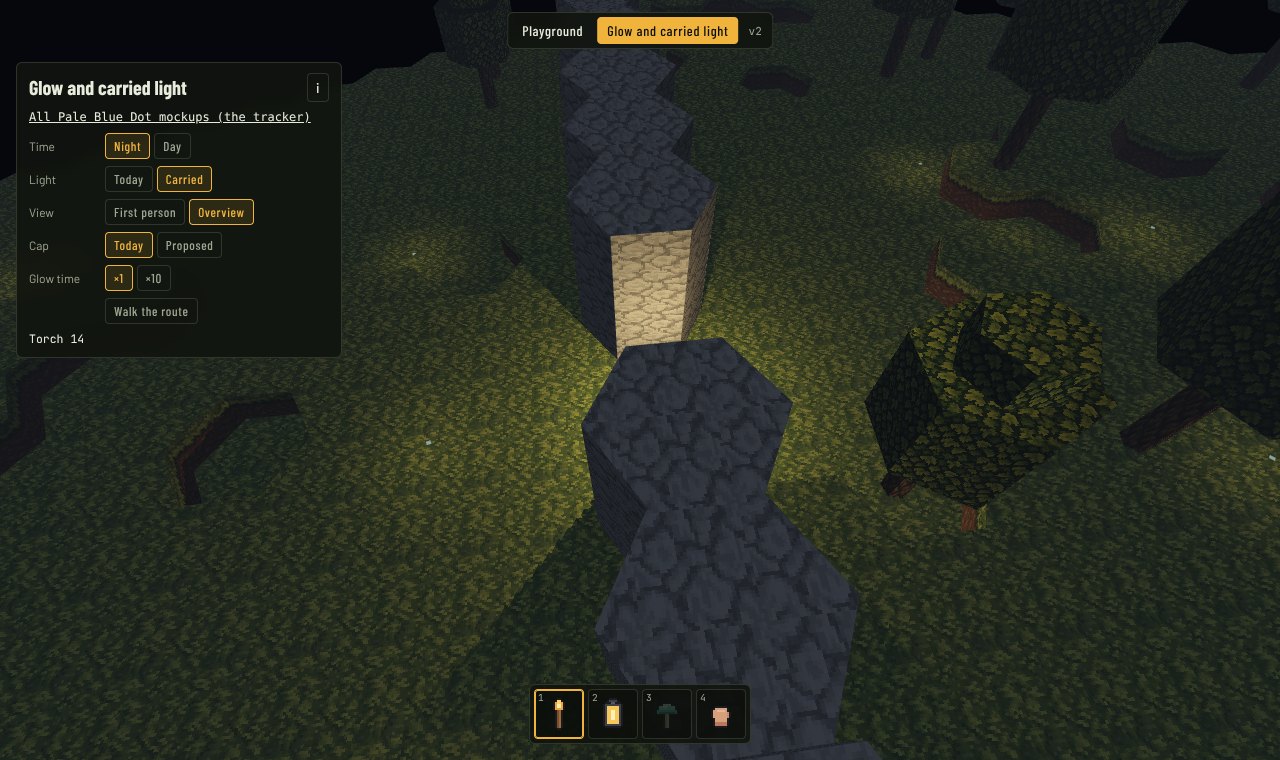 Playground Glow and carried light v2
Glow and carried light i
All Pale Blue Dot mockups (the tracker)
Time Night Day
Light Today Carried
View First person Overview
Cap Today Proposed
Glow time ×1 ×10
Walk the route
Torch 14
1 2 3 4